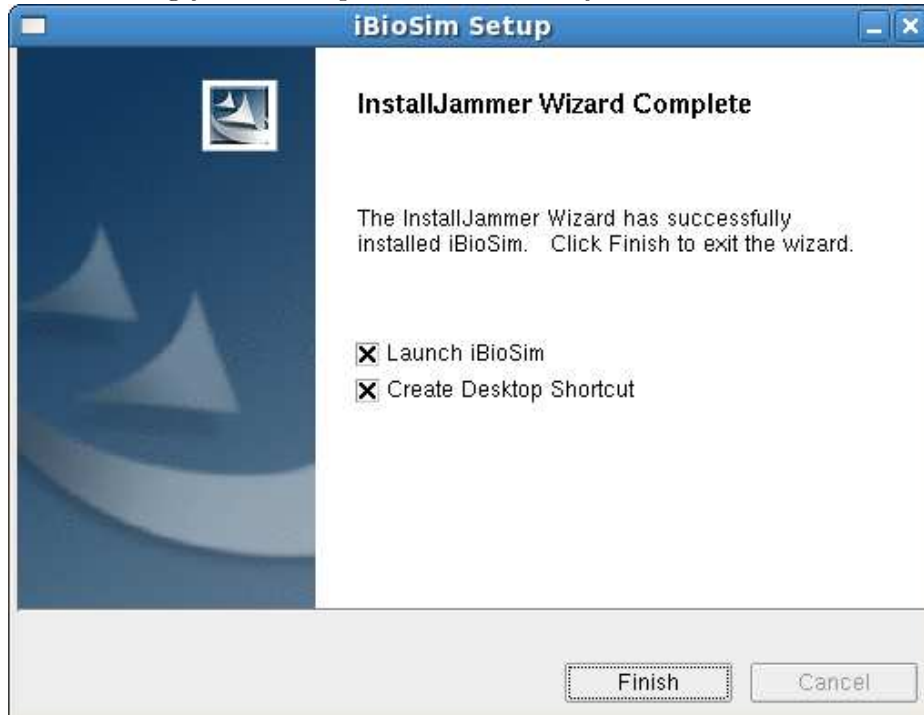 iBioSim Setup
InstallJammer Wizard Complete
The InstallJammer Wizard has successfully
installed iBioSim. Click Finish to exit the wizard.
Launch iBioSim
Create Desktop Shortcut
Finish
Cancel